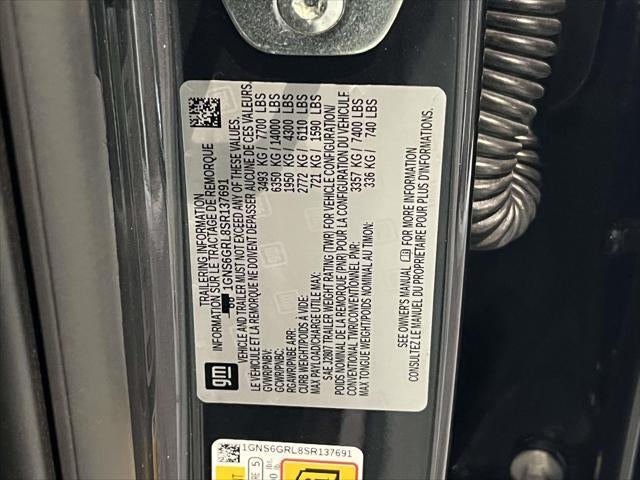 TRAILERING INFORMATION
INFORMATION SUR LE TRACTAGE DE REMORQUE
1GNS6GRL8SR137691
VEHICLE AND TRAILER MUST NOT EXCEED ANY OF THESE VALUES.
LE VÉHICULE ET LA REMORQUE NE DOIVENT DÉPASSER AUCUNE DE CES VALEURS.
GVWR/PNBV: 3493 KG / 7700 LBS
GCWR/PNBC: 6350 KG / 14000 LBS
RGAWR/PNBE ARR: 1950 KG / 4300 LBS
CURB WEIGHT/POIDS À VIDE: 2772 KG / 6110 LBS
MAX PAYLOAD/CHARGE UTILE MAX: 721 KG / 1590 LBS
SAE J2807 TRAILER WEIGHT RATING (TWR) FOR VEHICLE CONFIGURATION/
POIDS NOMINAL DE LA REMORQUE (PNR) POUR LA CONFIGURATION DU VÉHICULE
CONVENTIONAL TWR/CONVENTIONNEL PNR: 3357 KG / 7400 LBS
MAX TONGUE WEIGHT/POIDS NOMINAL AU TIMON: 336 KG / 740 LBS
SEE OWNER'S MANUAL FOR MORE INFORMATION
CONSULTEZ LE MANUEL DU PROPRIÉTAIRE POUR PLUS D'INFORMATIONS.
gm
1GNS6GRL8SR137691
5